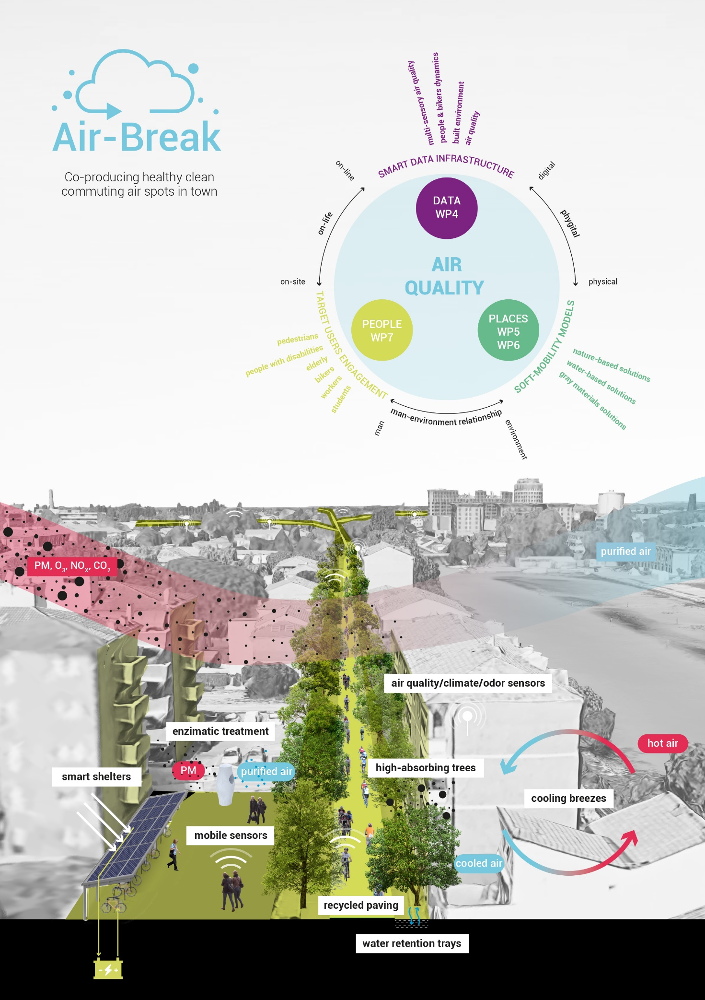 Air-Break
Co-producing healthy clean
commuting air spots in town
multi-sensory air quality
people & bikers dynamics
built environment
air quality
SMART DATA INFRASTRUCTURE
on-line
on-life
on-site
digital
phygital
physical
DATA
WP4
AIR
QUALITY
PEOPLE
WP7
PLACES
WP5
WP6
TARGET USERS ENGAGEMENT
pedestrians
people with disabilities
elderly
bikers
workers
students
SOFT-MOBILITY MODELS
nature-based solutions
water-based solutions
gray materials solutions
man
man-environment relationship
environment
purified air
PM, O3, NOX, CO2
air quality/climate/odor sensors
enzimatic treatment
hot air
PM
purified air
high-absorbing trees
smart shelters
cooling breezes
mobile sensors
cooled air
recycled paving
water retention trays